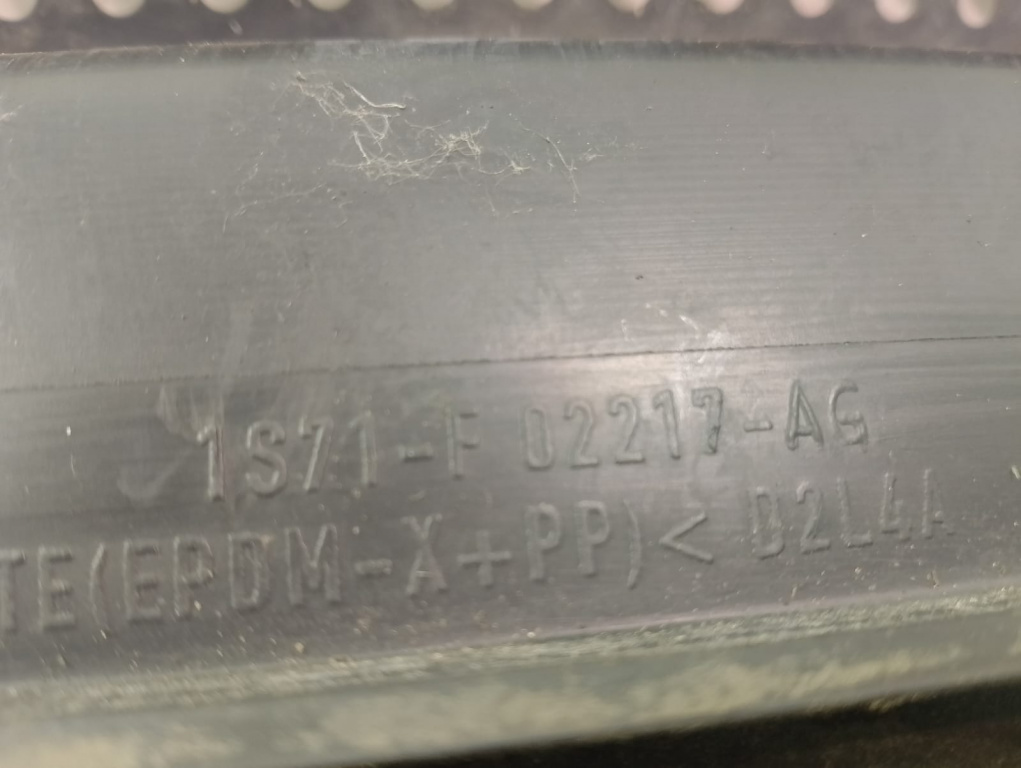 1S71-F 02217-AG
TE(EPDM-X+PP)< D2L4A